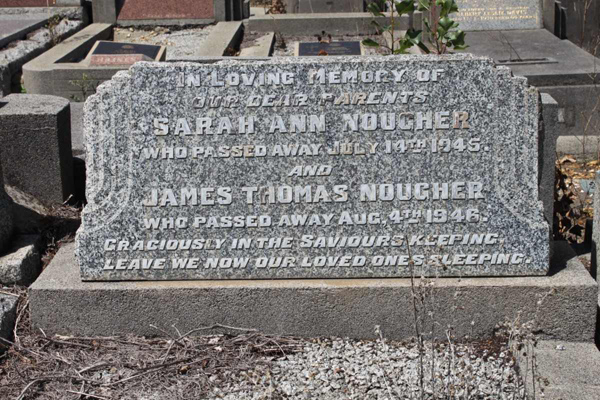 IN LOVING MEMORY OF
OUR DEAR PARENTS
SARAH ANN NOUGHER
WHO PASSED AWAY JULY 14TH 1945.
AND
JAMES THOMAS NOUGHER
WHO PASSED AWAY AUG. 4TH 1946.
GRACIOUSLY IN THE SAVIOURS KEEPING.
LEAVE WE NOW OUR LOVED ONES SLEEPING.